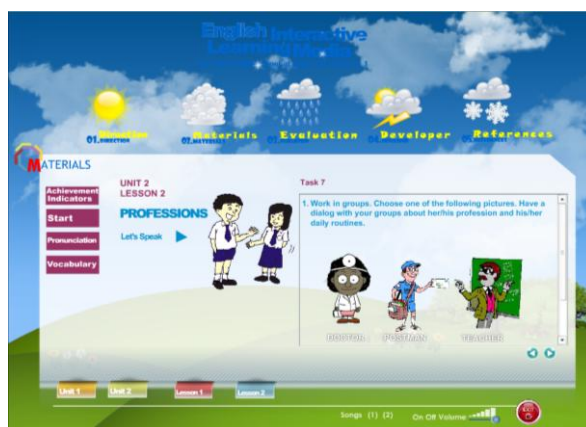 English Interactive
Learning Media
Directive
Materials
Evaluation
Developer
References
MATERIALS
Achievement
Indicators
Start
Pronunciation
Vocabulary
UNIT 2
LESSON 2
PROFESSIONS
Let's Speak
Task 7
1. Work in groups. Choose one of the following pictures. Have a
dialog with your groups about her/his profession and his/her
daily routines.
DOCTOR
POSTMAN
TEACHER
Unit 1
Unit 2
Lesson 1
Lesson 2
Songs (1) (2)
On Off Volume